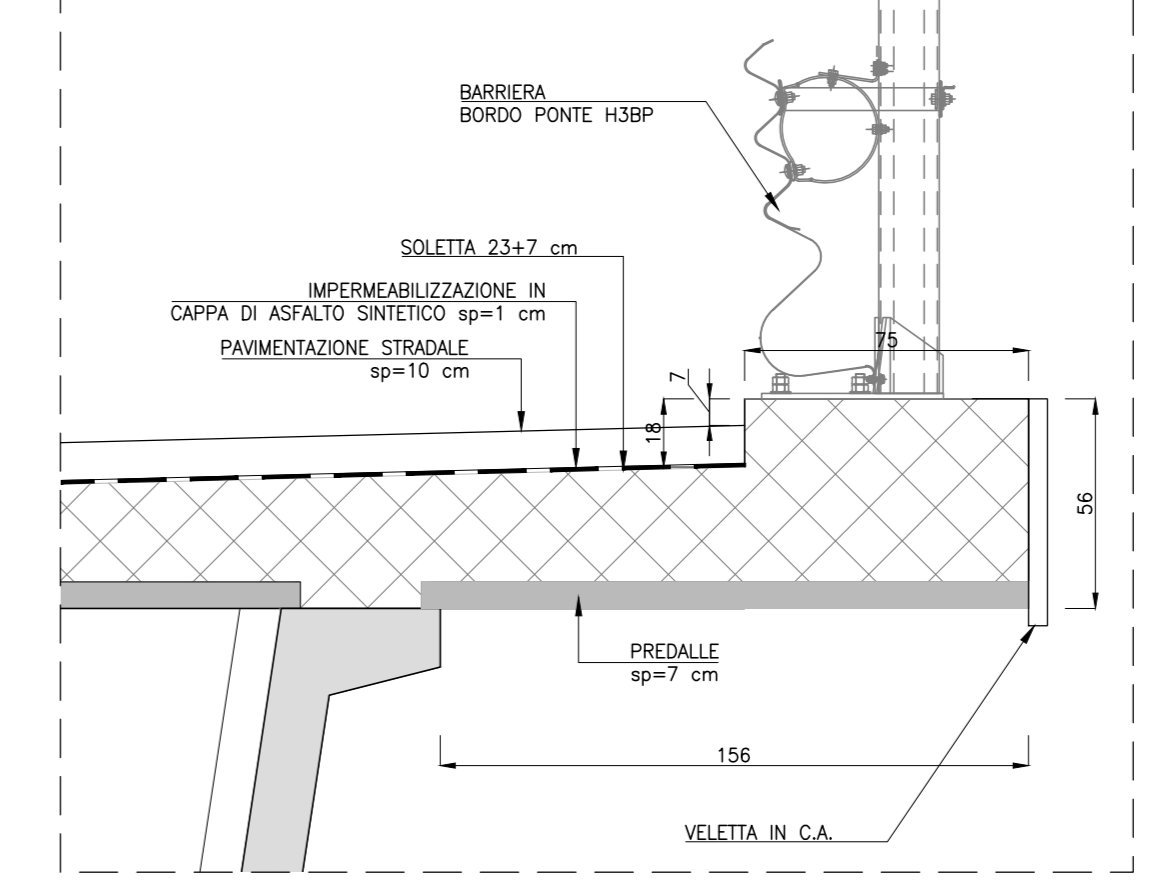 BARRIERA
BORDO PONTE H3BP
SOLETTA 23+7 cm
IMPERMEABILIZZAZIONE IN
CAPPA DI ASFALTO SINTETICO sp=1 cm
PAVIMENTAZIONE STRADALE
sp=10 cm
75
7
18
56
PREDALLE
sp=7 cm
156
VELETTA IN C.A.